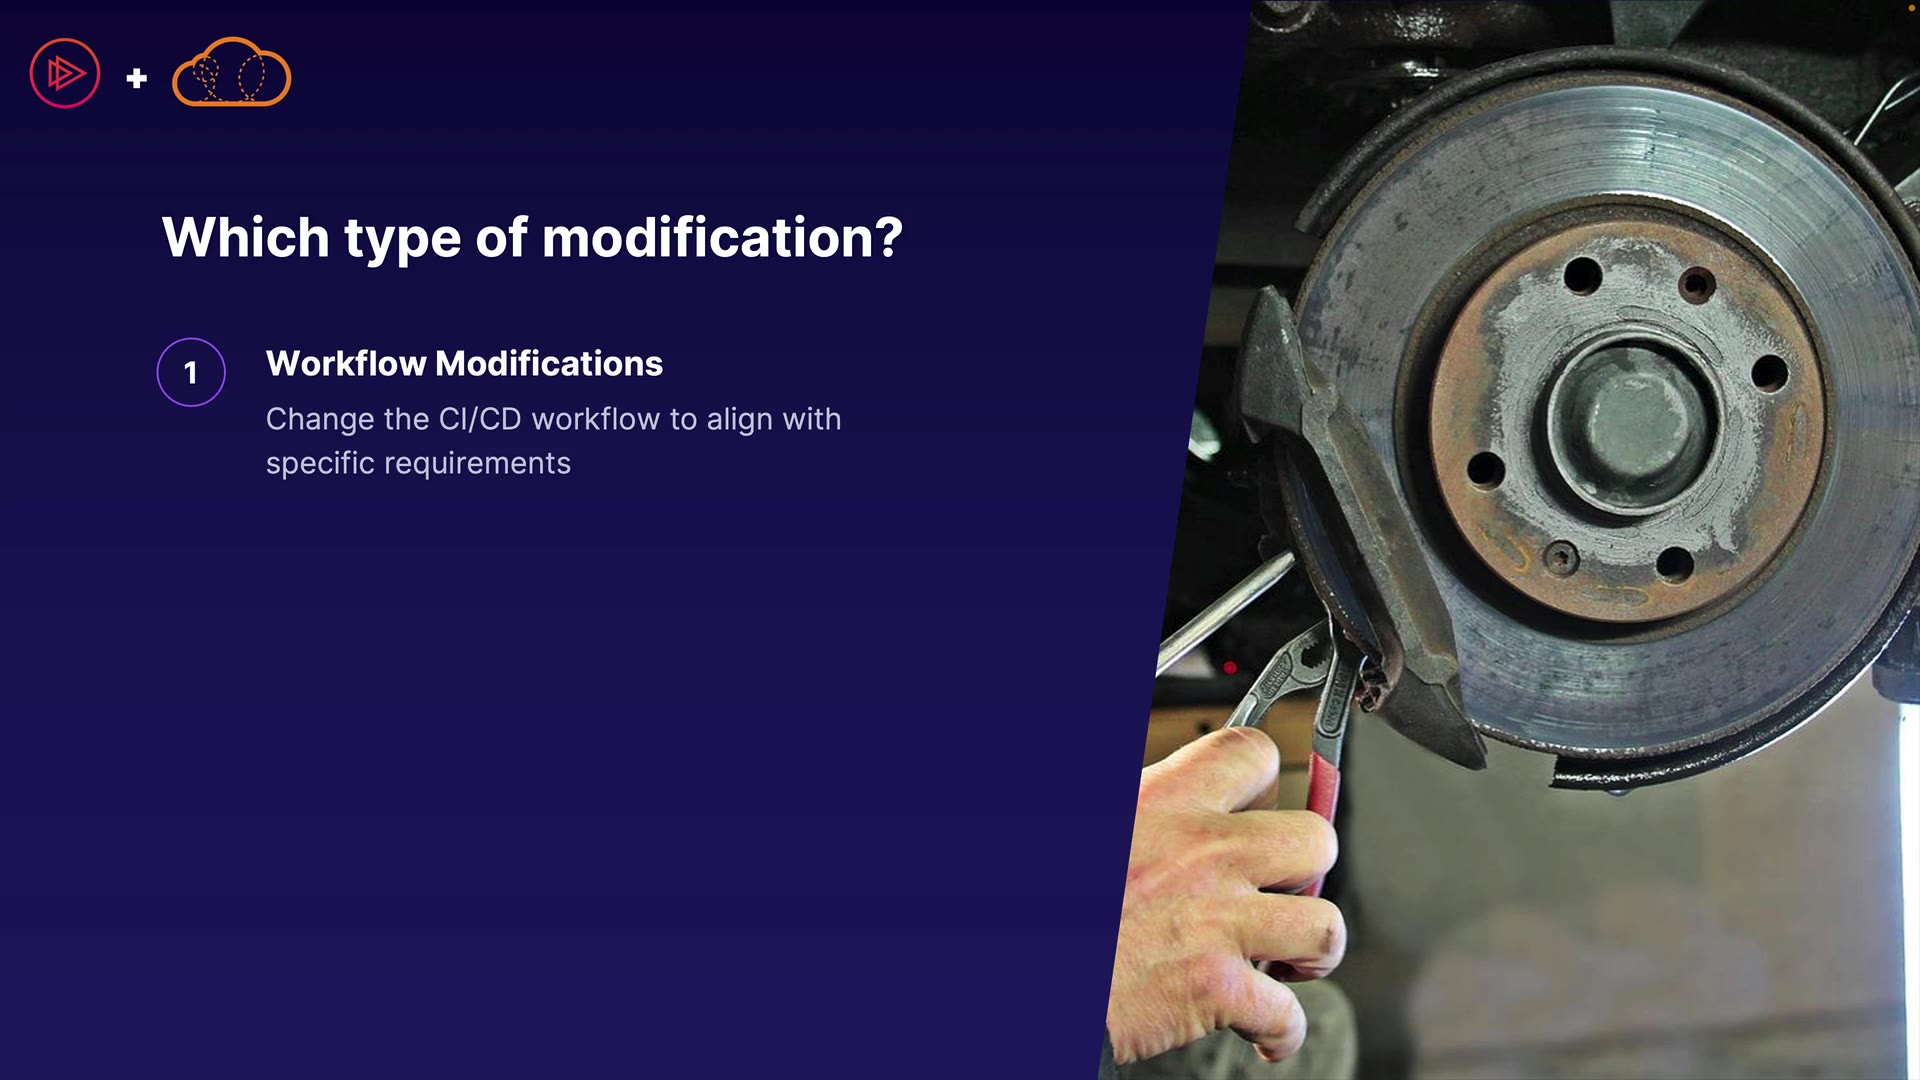 Which type of modification?
1
Workflow Modifications
Change the CI/CD workflow to align with
specific requirements